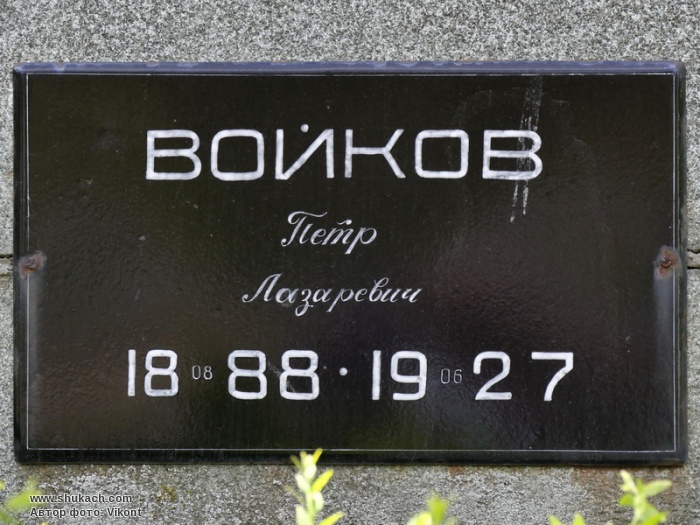 ВОЙКОВ
Петр
Лазаревич
18 08 88 · 19 06 27
www.shukach.com
Автор фото: Vikont